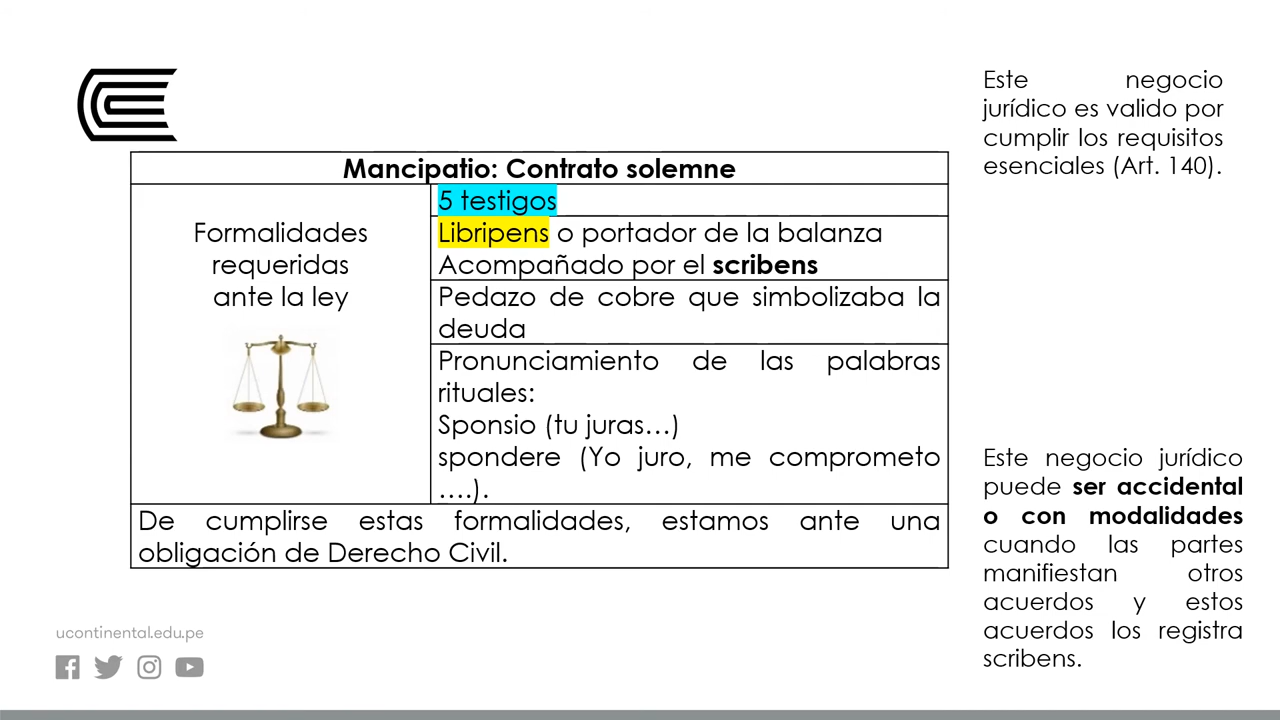 Mancipatio: Contrato solemne
Formalidades
requeridas
ante la ley
5 testigos
Libripens o portador de la balanza
Acompañado por el scribens
Pedazo de cobre que simbolizaba la
deuda
Pronunciamiento de las palabras
rituales:
Sponsio (tu juras…)
spondere (Yo juro, me comprometo
….).
De cumplirse estas formalidades, estamos ante una
obligación de Derecho Civil.
Este negocio
jurídico es valido por
cumplir los requisitos
esenciales (Art. 140).
Este negocio jurídico
puede ser accidental
o con modalidades
cuando las partes
manifiestan otros
acuerdos y estos
acuerdos los registra
scribens.
ucontinental.edu.pe